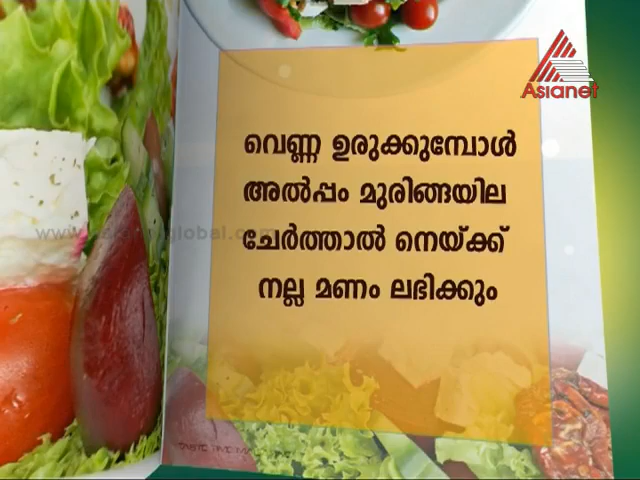 Asianet
വെണ്ണ ഉരുക്കുമ്പോൾ
അൽപ്പം മുരിങ്ങയില
ചേർത്താൽ നെയ്ക്ക്
നല്ല മണം ലഭിക്കും